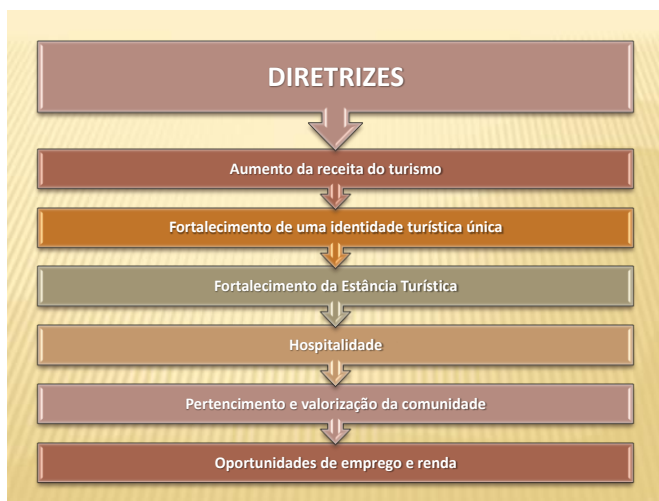 DIRETRIZES
Aumento da receita do turismo
Fortalecimento de uma identidade turística única
Fortalecimento da Estância Turística
Hospitalidade
Pertencimento e valorização da comunidade
Oportunidades de emprego e renda